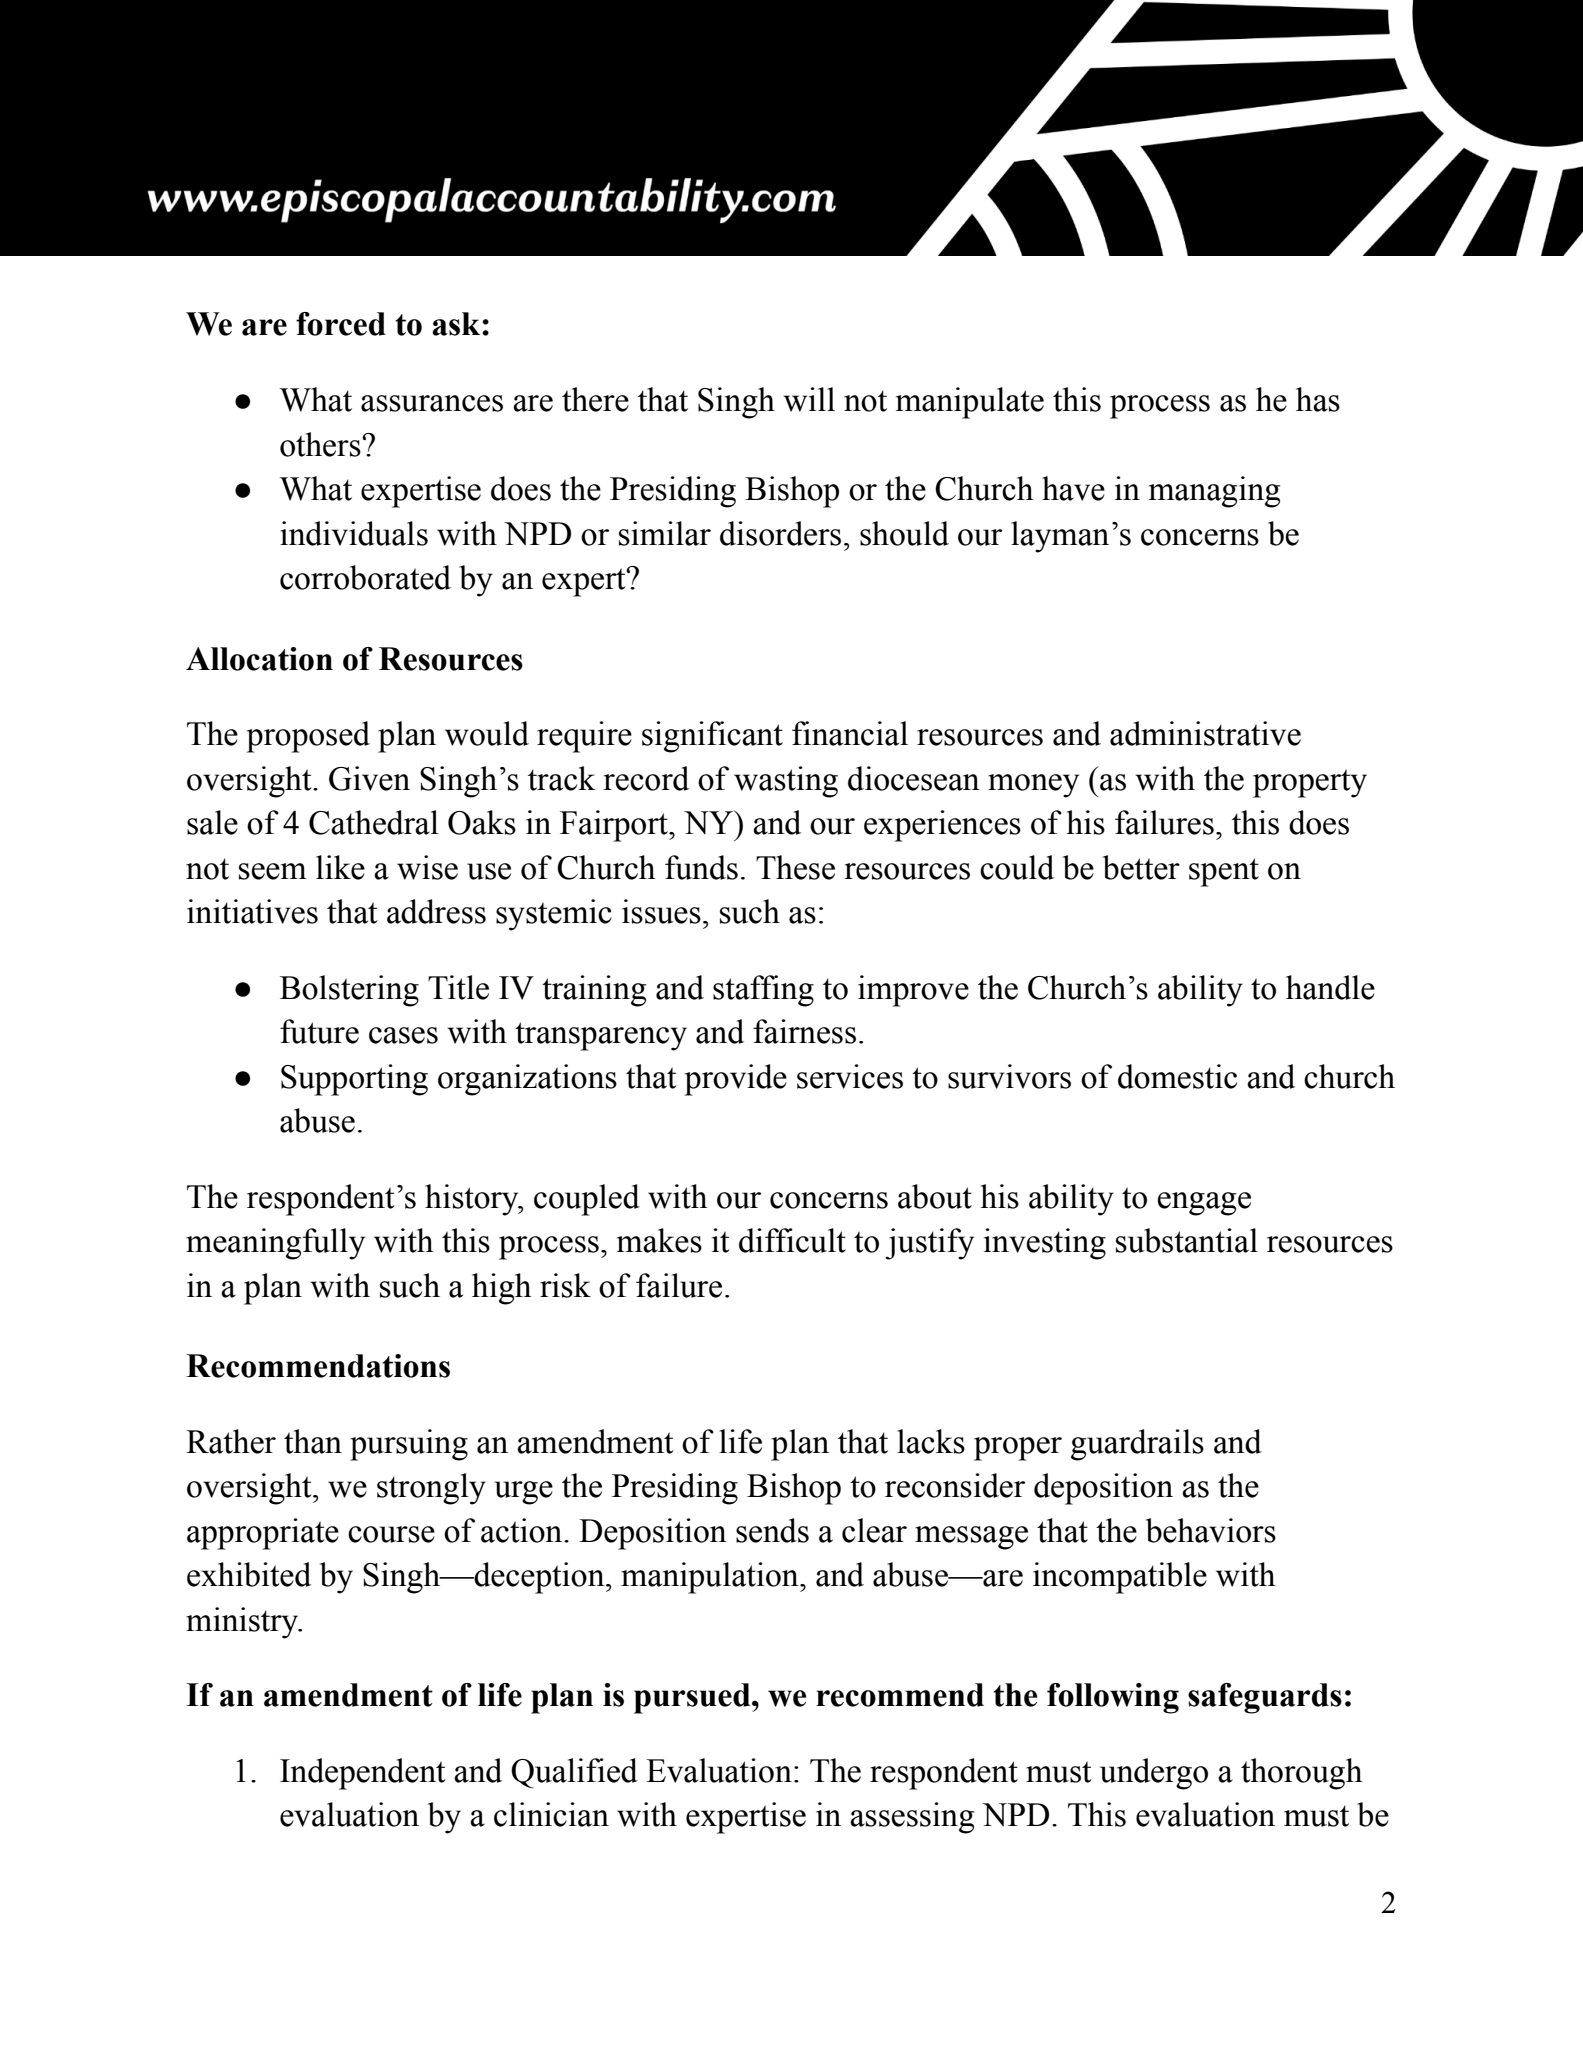 www.episcopalaccountability.com
We are forced to ask:
● What assurances are there that Singh will not manipulate this process as he has
others?
● What expertise does the Presiding Bishop or the Church have in managing
individuals with NPD or similar disorders, should our layman’s concerns be
corroborated by an expert?
Allocation of Resources
The proposed plan would require significant financial resources and administrative
oversight. Given Singh’s track record of wasting diocesean money (as with the property
sale of 4 Cathedral Oaks in Fairport, NY) and our experiences of his failures, this does
not seem like a wise use of Church funds. These resources could be better spent on
initiatives that address systemic issues, such as:
● Bolstering Title IV training and staffing to improve the Church’s ability to handle
future cases with transparency and fairness.
● Supporting organizations that provide services to survivors of domestic and church
abuse.
The respondent’s history, coupled with our concerns about his ability to engage
meaningfully with this process, makes it difficult to justify investing substantial resources
in a plan with such a high risk of failure.
Recommendations
Rather than pursuing an amendment of life plan that lacks proper guardrails and
oversight, we strongly urge the Presiding Bishop to reconsider deposition as the
appropriate course of action. Deposition sends a clear message that the behaviors
exhibited by Singh—deception, manipulation, and abuse—are incompatible with
ministry.
If an amendment of life plan is pursued, we recommend the following safeguards:
1. Independent and Qualified Evaluation: The respondent must undergo a thorough
evaluation by a clinician with expertise in assessing NPD. This evaluation must be
2